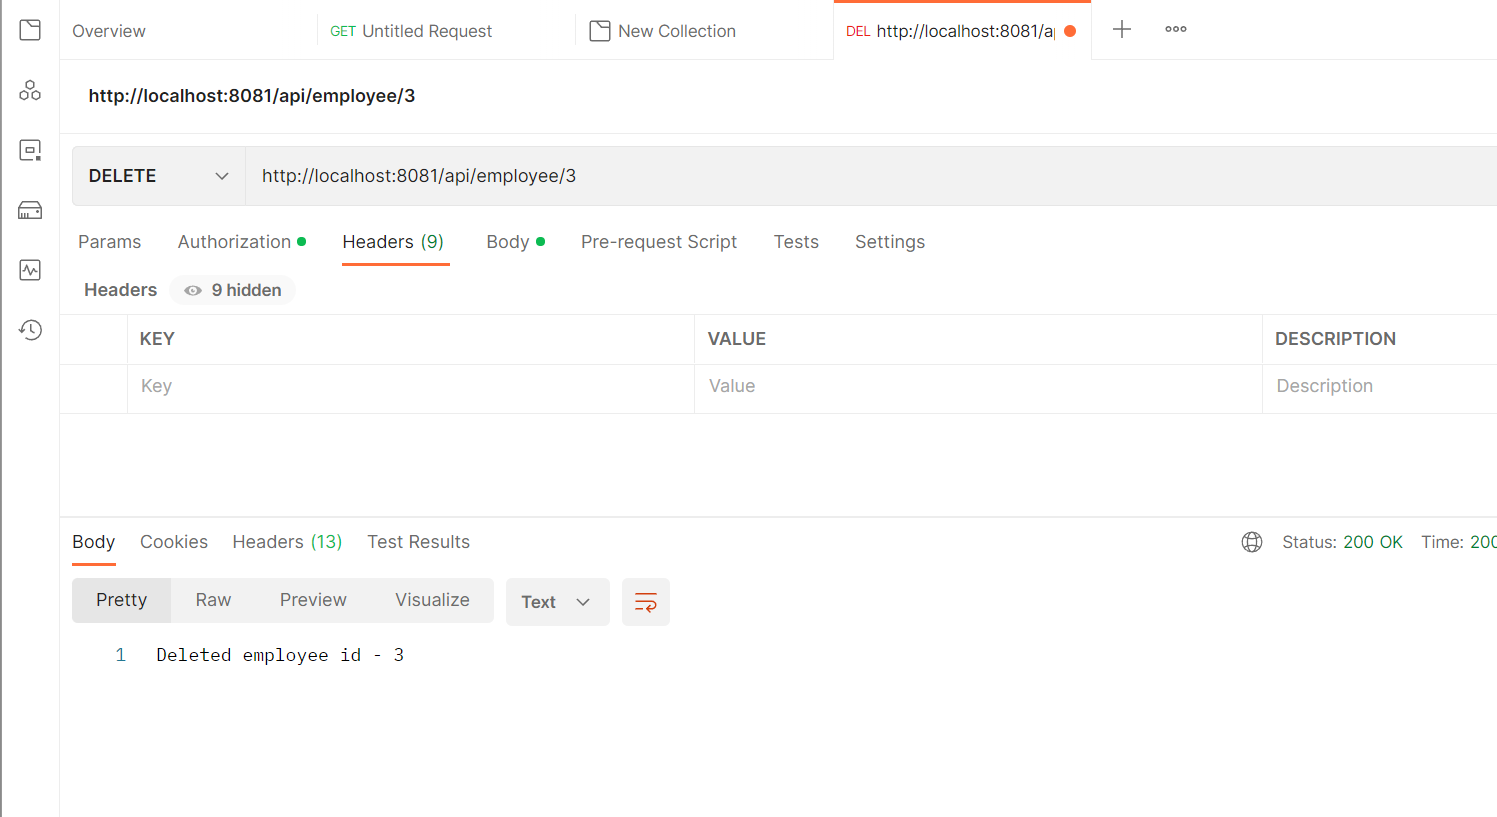 Overview
GET Untitled Request
New Collection
DEL http://localhost:8081/ap
http://localhost:8081/api/employee/3
DELETE
http://localhost:8081/api/employee/3
Params Authorization Headers (9) Body Pre-request Script Tests Settings
Headers 9 hidden
KEY VALUE DESCRIPTION
Key Value Description
Body Cookies Headers (13) Test Results Status: 200 OK Time: 200
Pretty Raw Preview Visualize Text
1 Deleted employee id - 3